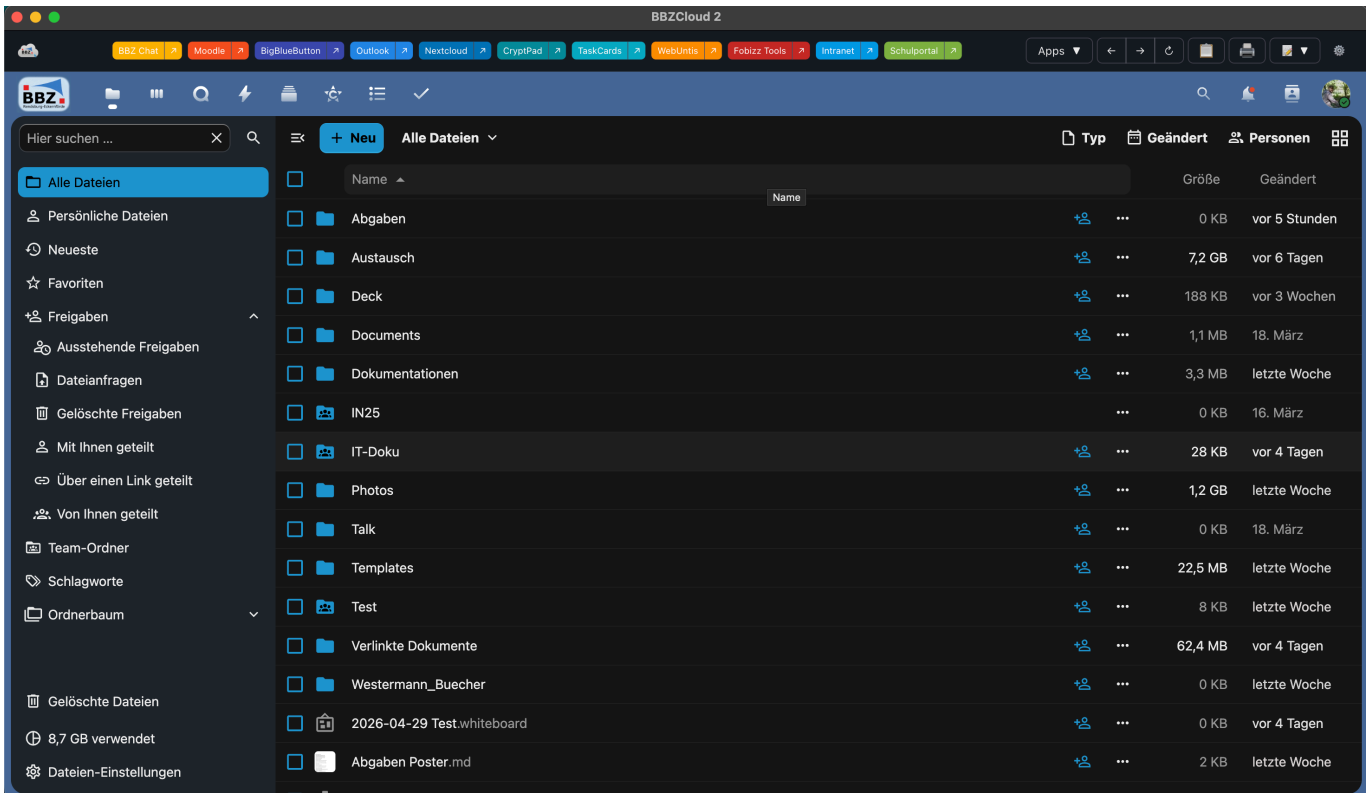 BBZCloud 2
BBZ Chat Moodle BigBlueButton Outlook Nextcloud CryptPad TaskCards WebUntis Fobizz Tools Intranet Schulportal Apps ▼
BBZ.
Hier suchen ...
+ Neu Alle Dateien Typ Geändert Personen
Alle Dateien
Persönliche Dateien
Neueste
Favoriten
Freigaben
Ausstehende Freigaben
Dateianfragen
Gelöschte Freigaben
Mit Ihnen geteilt
Über einen Link geteilt
Von Ihnen geteilt
Team-Ordner
Schlagworte
Ordnerbaum
Gelöschte Dateien
8,7 GB verwendet
Dateien-Einstellungen
Name Größe Geändert
Name
Abgaben 0 KB vor 5 Stunden
Austausch 7,2 GB vor 6 Tagen
Deck 188 KB vor 3 Wochen
Documents 1,1 MB 18. März
Dokumentationen 3,3 MB letzte Woche
IN25 0 KB 16. März
IT-Doku 28 KB vor 4 Tagen
Photos 1,2 GB letzte Woche
Talk 0 KB 18. März
Templates 22,5 MB letzte Woche
Test 8 KB letzte Woche
Verlinkte Dokumente 62,4 MB vor 4 Tagen
Westermann_Buecher 0 KB letzte Woche
2026-04-29 Test.whiteboard 0 KB vor 4 Tagen
Abgaben Poster.md 2 KB letzte Woche